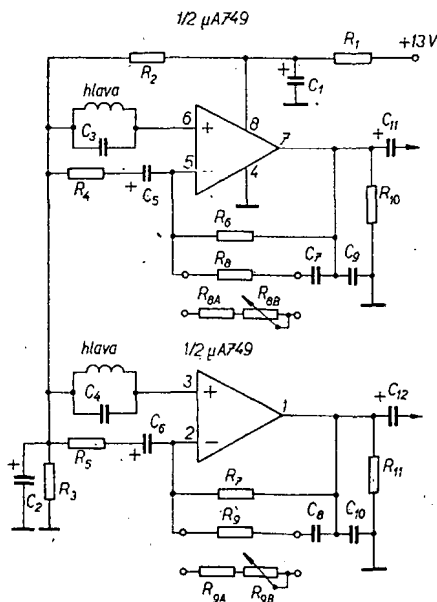 1/2 µA749
R1
+13V
R2
+
C1
hlava
C3
6
+
8
7
+
C11
5
-
4
R4
+
C5
R10
R6
R8
C7
C9
R8A
R8B
1/2 µA749
hlava
C4
3
+
1
+
C12
2
-
C6
R5
+
+
C2
R3
R7
R11
R9
C8
C10
R9A
R9B